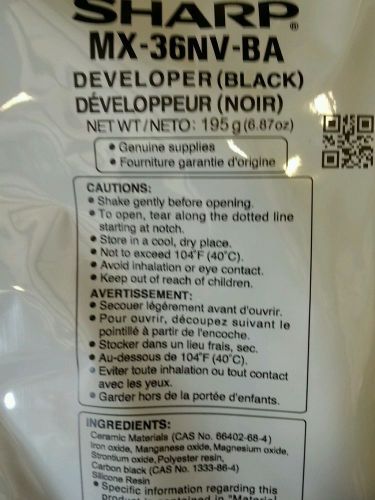 SHARP®
MX-36NV-BA
DEVELOPER (BLACK)
DÉVELOPPEUR (NOIR)
NET WT/NETO: 195 g (6.87oz)
• Genuine supplies
• Fourniture garantie d'origine
CAUTIONS:
• Shake gently before opening.
• To open, tear along the dotted line
starting at notch.
• Store in a cool, dry place.
• Not to exceed 104°F (40°C).
• Avoid inhalation or eye contact.
• Keep out of reach of children.
AVERTISSEMENT:
• Secouer légèrement avant d'ouvrir.
• Pour ouvrir, découpez suivant le
pointillé à partir de l'encoche.
• Stocker dans un lieu frais, sec.
• Au-dessous de 104°F (40°C).
• Eviter toute inhalation ou tout contact
avec les yeux.
• Garder hors de la portée d'enfants.
INGREDIENTS:
Ceramic Materials (CAS No. 66402-68-4)
Iron oxide, Manganese oxide, Magnesium oxide,
Strontium oxide, Polyester resin,
Carbon black (CAS No. 1333-86-4)
Silicone Resin
• Specific information regarding this
product is contained in "Material